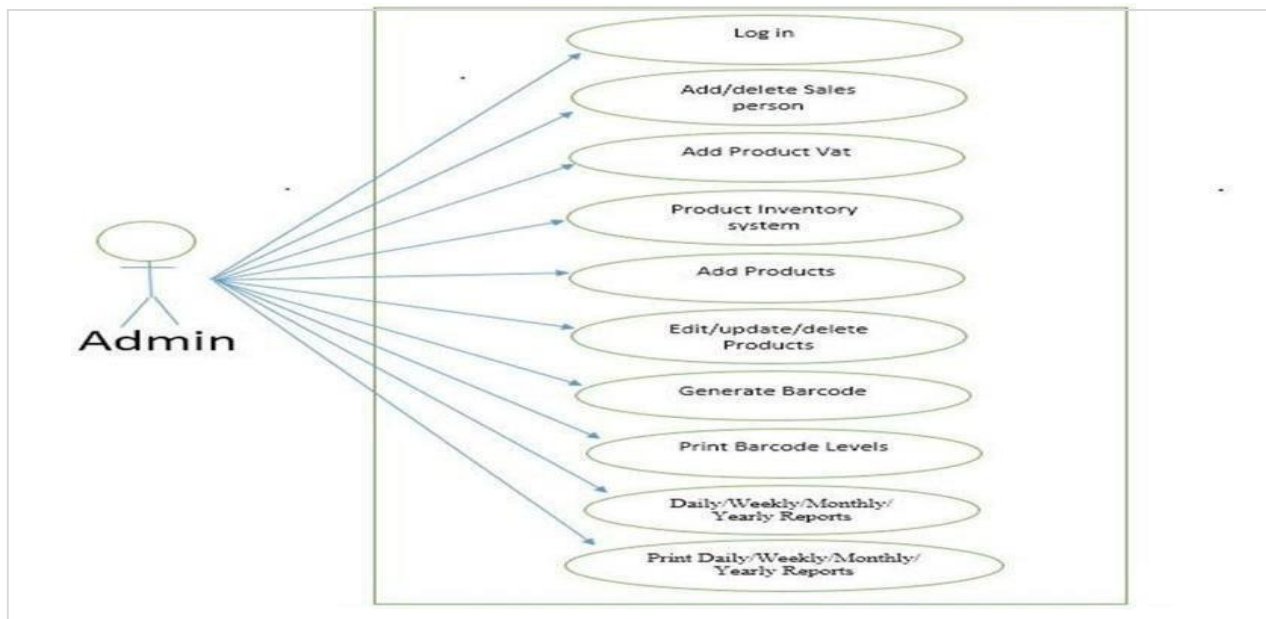 Log in
Add/delete Sales
person
Add Product Vat
Product Inventory
system
Add Products
Edit/update/delete
Products
Generate Barcode
Print Barcode Levels
Daily/Weekly/Monthly/
Yearly Reports
Print Daily/Weekly/Monthly/
Yearly Reports
Admin